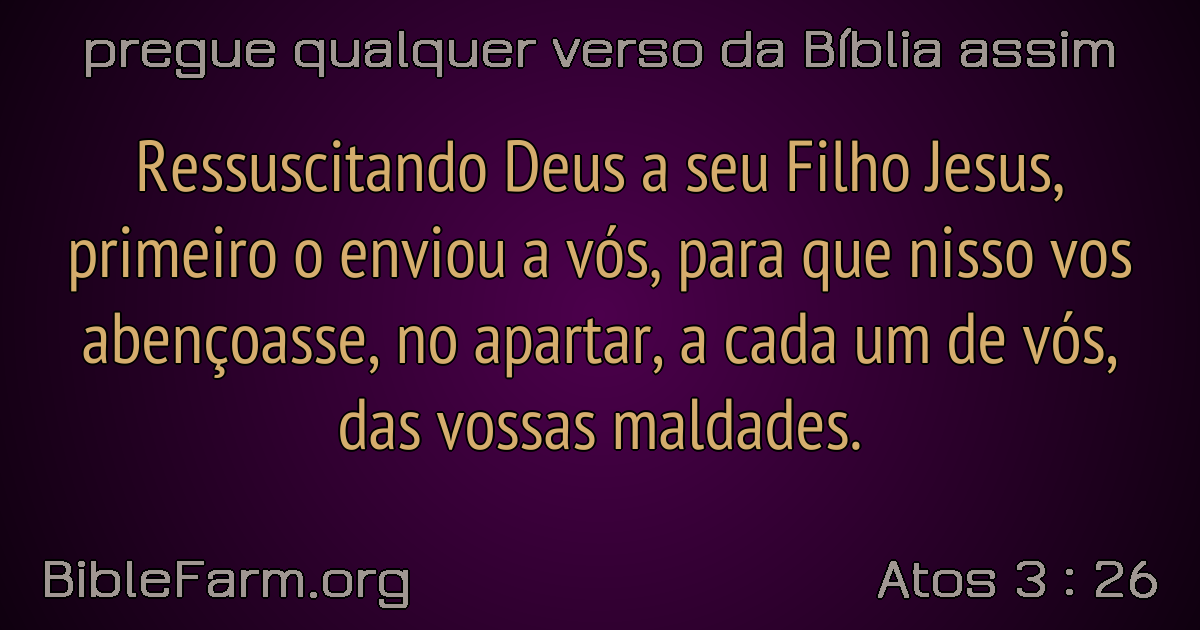 pregue qualquer verso da Bíblia assim
Ressuscitando Deus a seu Filho Jesus,
primeiro o enviou a vós, para que nisso vos
abençoasse, no apartar, a cada um de vós,
das vossas maldades.
BibleFarm.org
Atos 3 : 26